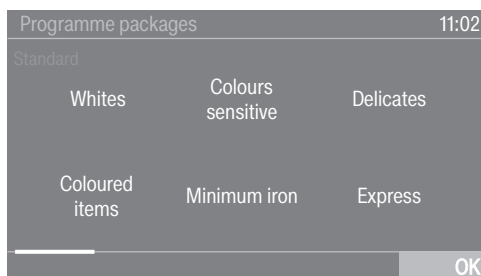 Programme packages 11:02
Standard
Whites
Colours
sensitive
Delicates
Coloured
items
Minimum iron
Express
OK